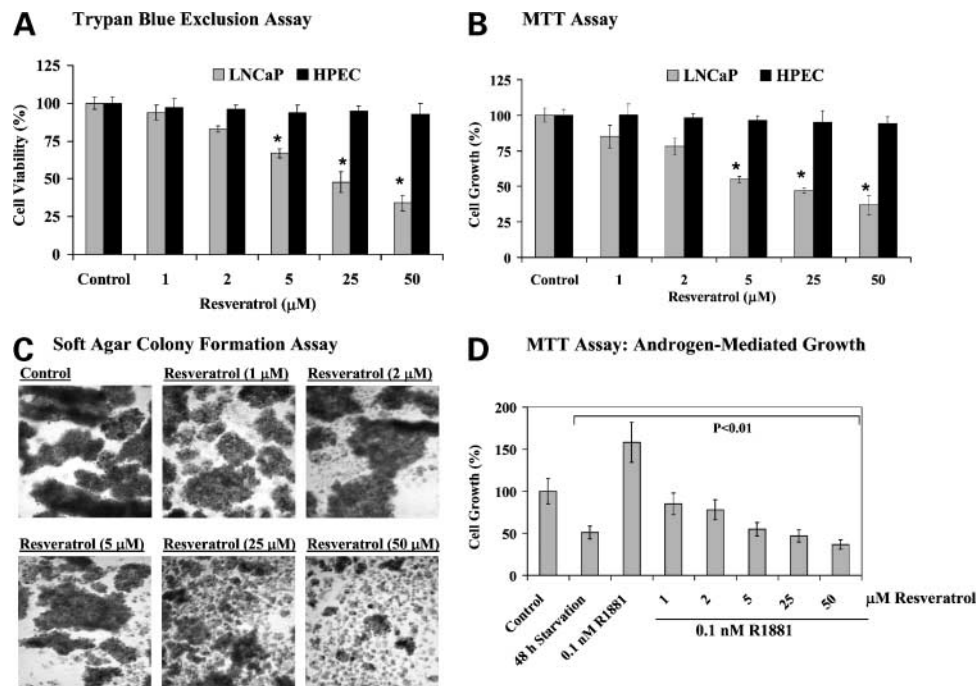 A Trypan Blue Exclusion Assay
LNCaP HPEC
Cell Viability (%)
125
100
75
50
25
0
Control 1 2 5 25 50
* * *
Resveratrol (μM)
B MTT Assay
LNCaP HPEC
Cell Growth (%)
125
100
75
50
25
0
Control 1 2 5 25 50
* * *
Resveratrol (μM)
C Soft Agar Colony Formation Assay
Control Resveratrol (1 μM) Resveratrol (2 μM)
Resveratrol (5 μM) Resveratrol (25 μM) Resveratrol (50 μM)
D MTT Assay: Androgen-Mediated Growth
P<0.01
Cell Growth (%)
200
150
100
50
0
Control 48 h Starvation 0.1 nM R1881 1 2 5 25 50 μM Resveratrol
0.1 nM R1881